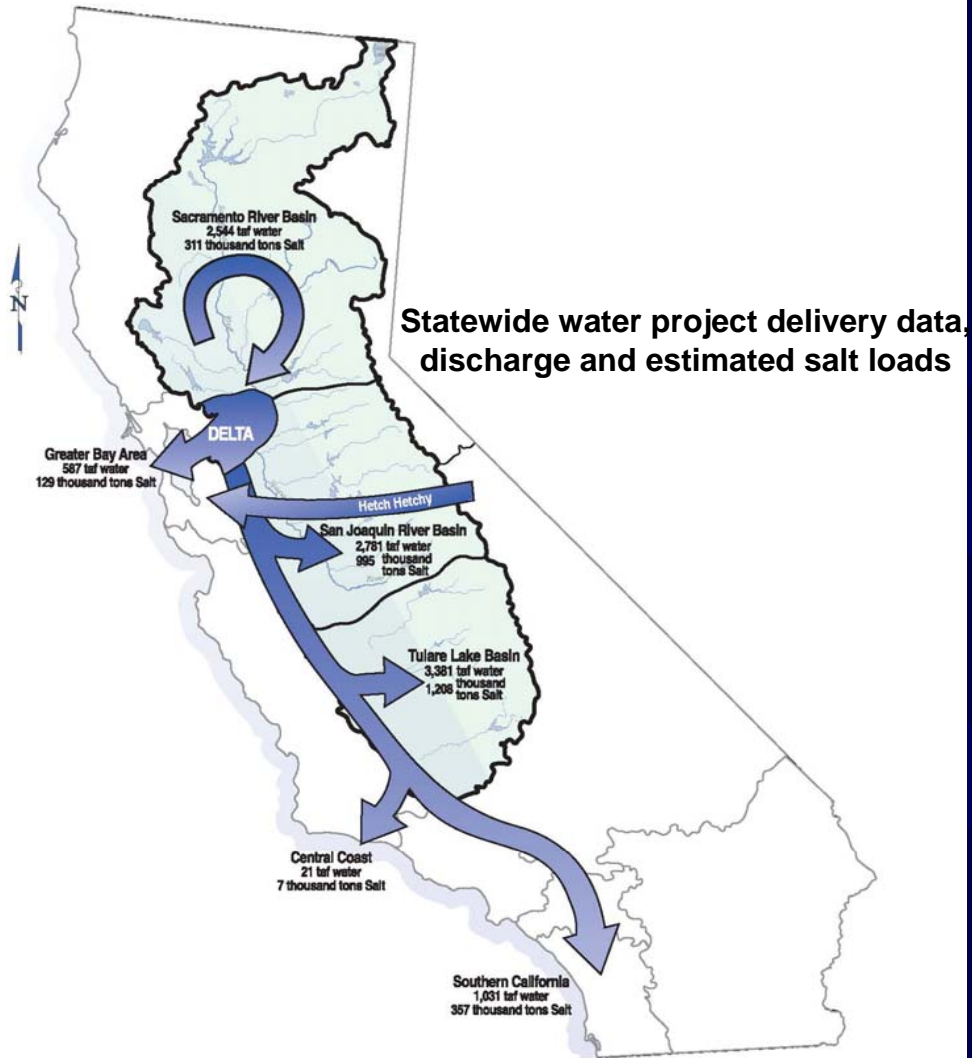 Sacramento River Basin
2,544 taf water
311 thousand tons Salt
N
Statewide water project delivery data,
discharge and estimated salt loads
DELTA
Greater Bay Area
587 taf water
129 thousand tons Salt
Hetch Hetchy
San Joaquin River Basin
2,781 taf water
995 thousand
tons Salt
Tulare Lake Basin
3,381 taf water
1,208 thousand
tons Salt
Central Coast
21 taf water
7 thousand tons Salt
Southern California
1,031 taf water
357 thousand tons Salt